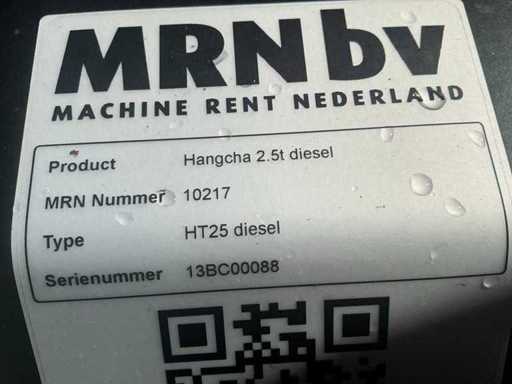 MRNbv
MACHINE RENT NEDERLAND
Product Hangcha 2.5t diesel
MRN Nummer 10217
Type HT25 diesel
Serienummer 13BC00088